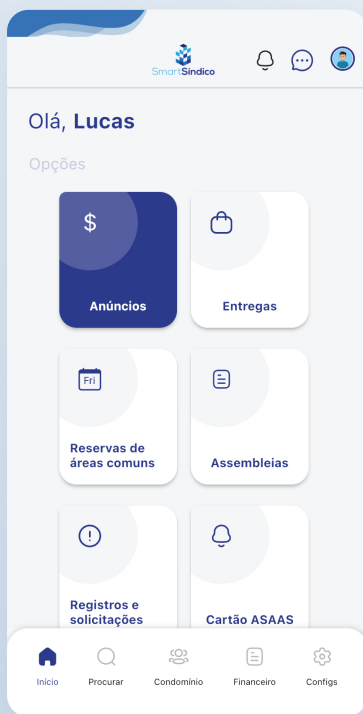 SmartSíndico
Olá, Lucas
Opções
$
Anúncios
Entregas
Fri
Reservas de
áreas comuns
Assembleias
Registros e
solicitações
Cartão ASAAS
Início
Procurar
Condomínio
Financeiro
Configs